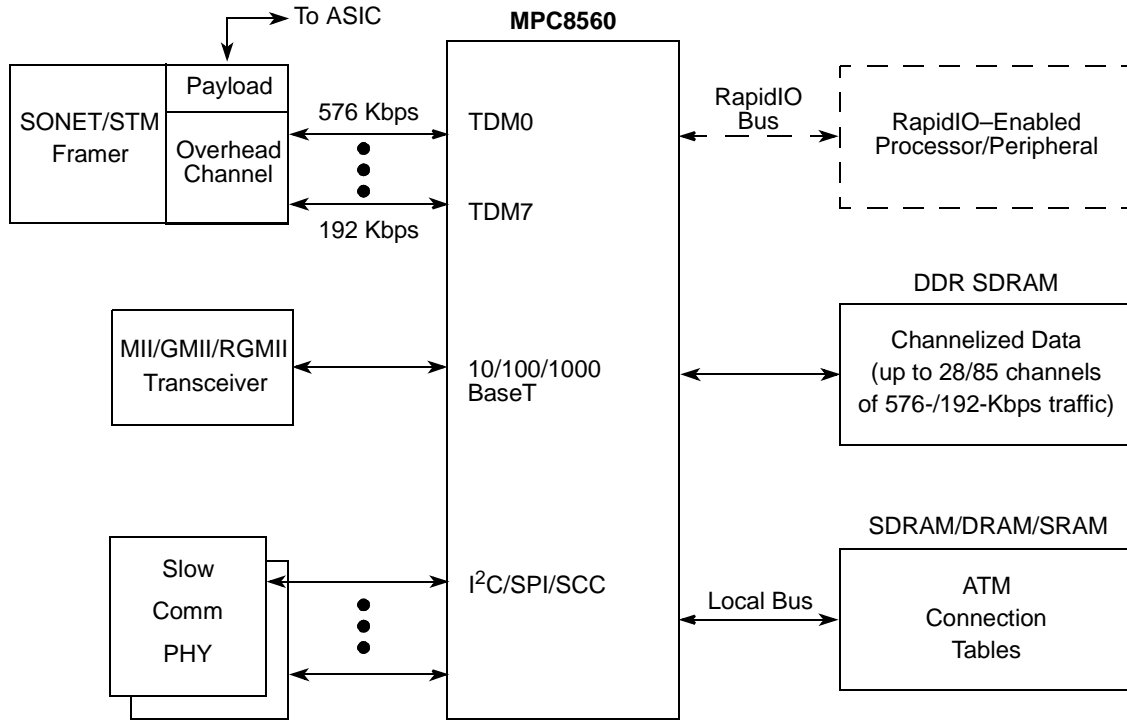 To ASIC
MPC8560
Payload
SONET/STM
Framer
Overhead
Channel
576 Kbps
192 Kbps
TDM0
TDM7
RapidIO
Bus
RapidIO–Enabled
Processor/Peripheral
MII/GMII/RGMII
Transceiver
10/100/1000
BaseT
DDR SDRAM
Channelized Data
(up to 28/85 channels
of 576-/192-Kbps traffic)
Slow
Comm
PHY
I²C/SPI/SCC
Local Bus
SDRAM/DRAM/SRAM
ATM
Connection
Tables